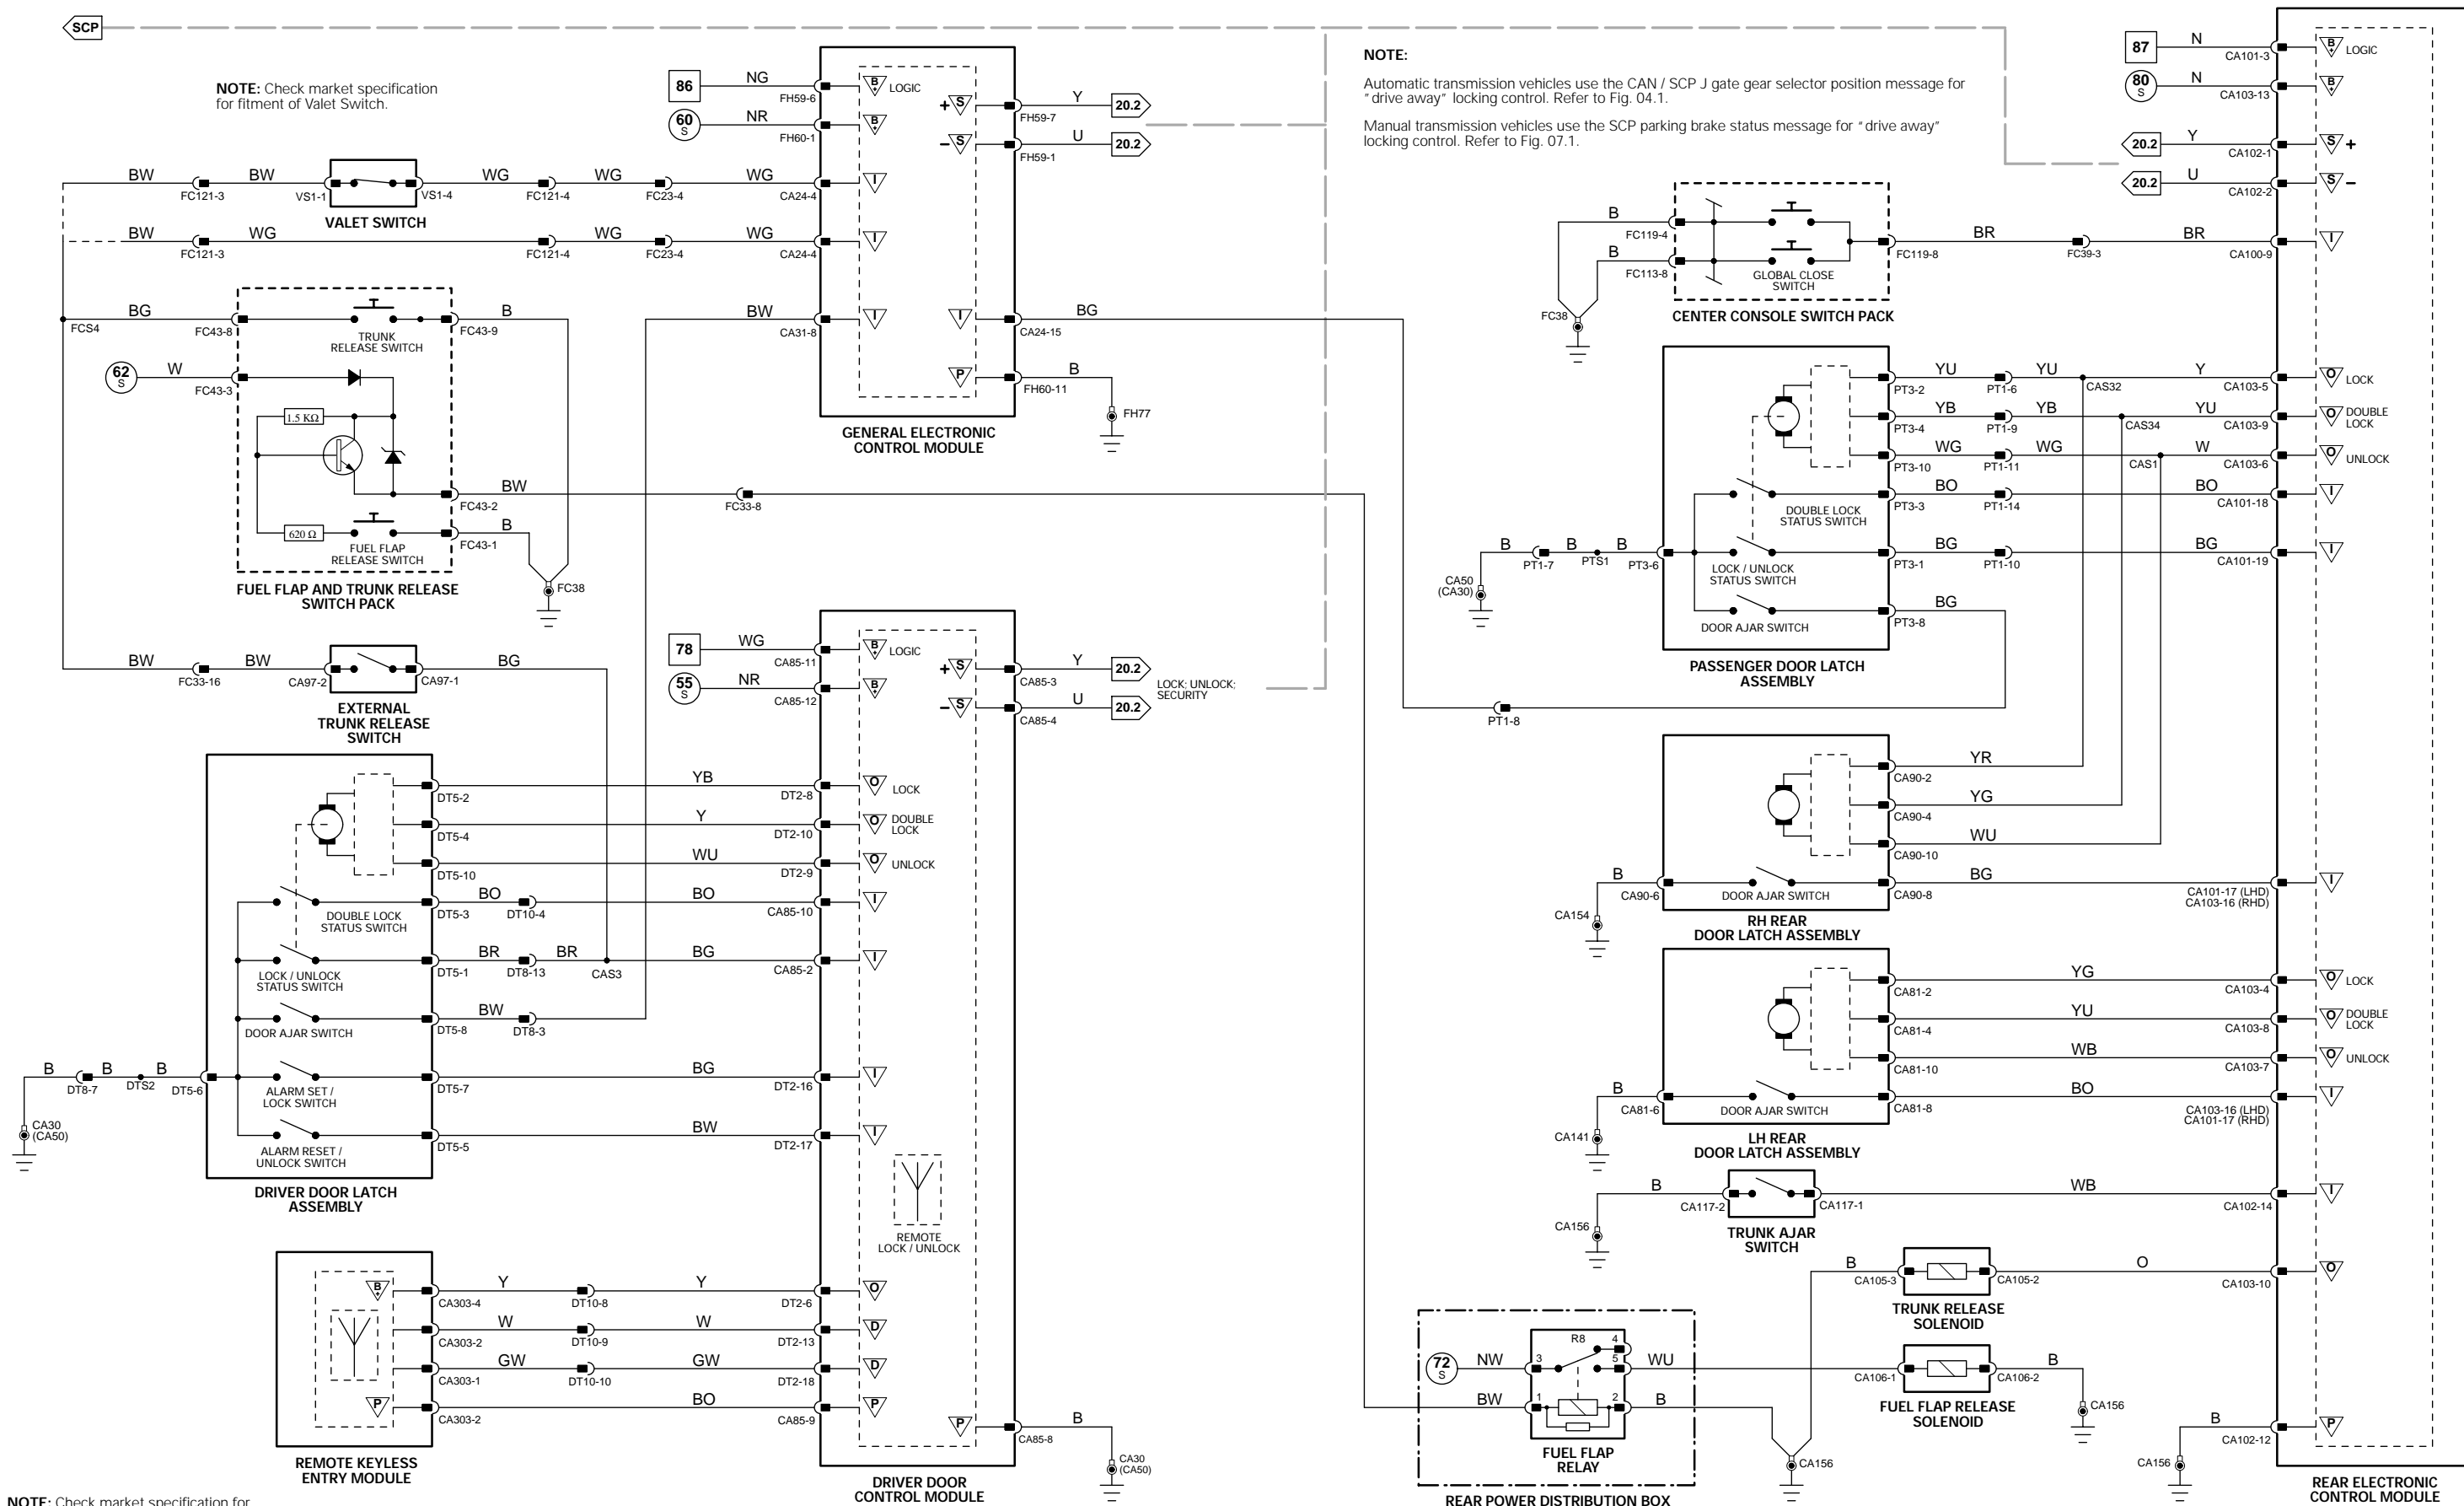 SCP
NOTE: Check market specification
for fitment of Valet Switch.
NOTE:
Automatic transmission vehicles use the CAN / SCP J gate gear selector position message for
"drive away" locking control. Refer to Fig. 04.1.
Manual transmission vehicles use the SCP parking brake status message for "drive away"
locking control. Refer to Fig. 07.1.
86 NG FH59-6 B+ LOGIC
60 S NR FH60-1 B+
+ S FH59-7 Y 20.2
– S FH59-1 U 20.2
BW FC121-3 BW VS1-1 VS1-4 WG FC121-4 WG FC23-4 WG CA24-4 I
VALET SWITCH
BW FC121-3 WG FC121-4 WG FC23-4 WG CA24-4 I
FCS4 BG FC43-8 FC43-9 B
TRUNK
RELEASE SWITCH
BW CA31-8 I
I CA24-15 BG
62 S W FC43-3
P FH60-11 B
FH77
1.5 KΩ
GENERAL ELECTRONIC
CONTROL MODULE
FC43-2 BW FC33-8
620 Ω FC43-1 B
FUEL FLAP
RELEASE SWITCH
FC38
FUEL FLAP AND TRUNK RELEASE
SWITCH PACK
BW FC33-16 BW CA97-2 CA97-1 BG
EXTERNAL
TRUNK RELEASE
SWITCH
78 WG CA85-11 B+ LOGIC
55 S NR CA85-12 B+
+ S CA85-3 Y 20.2
– S CA85-4 U 20.2
LOCK; UNLOCK;
SECURITY
DT5-2 YB DT2-8 O LOCK
DT5-4 Y DT2-10 O DOUBLE
LOCK
DT5-10 WU DT2-9 O UNLOCK
DOUBLE LOCK
STATUS SWITCH
DT5-3 BO DT10-4 BO CA85-10 I
LOCK / UNLOCK
STATUS SWITCH
DT5-1 BR DT8-13 BR CAS3 BG CA85-2 I
DOOR AJAR SWITCH
DT5-8 BW DT8-3
B DT8-7 B DTS2 B DT5-6
CA30
(CA50)
ALARM SET /
LOCK SWITCH
DT5-7 BG DT2-16 I
ALARM RESET /
UNLOCK SWITCH
DT5-5 BW DT2-17 I
DRIVER DOOR LATCH
ASSEMBLY
REMOTE
LOCK / UNLOCK
B+ CA303-4 Y DT10-8 Y DT2-6 O
CA303-2 W DT10-9 W DT2-13 D
CA303-1 GW DT10-10 GW DT2-18 D
P CA303-2 BO CA85-9 P
P CA85-8 B
CA30
(CA50)
REMOTE KEYLESS
ENTRY MODULE
DRIVER DOOR
CONTROL MODULE
NOTE: Check market specification for
87 N CA101-3 B+ LOGIC
80 S N CA103-13 B+
20.2 Y CA102-1 S +
20.2 U CA102-2 S –
B FC119-4
B FC113-8
FC38
GLOBAL CLOSE
SWITCH
FC119-8 BR FC39-3 BR CA100-9 I
CENTER CONSOLE SWITCH PACK
PT3-2 YU PT1-6 YU CAS32 Y CA103-5 O LOCK
PT3-4 YB PT1-9 YB CAS34 YU CA103-9 O DOUBLE
LOCK
PT3-10 WG PT1-11 WG CAS1 W CA103-6 O UNLOCK
DOUBLE LOCK
STATUS SWITCH
PT3-3 BO PT1-14 BO CA101-18 I
B PT1-7 B PTS1 B PT3-6
CA50
(CA30)
LOCK / UNLOCK
STATUS SWITCH
PT3-1 BG PT1-10 BG CA101-19 I
DOOR AJAR SWITCH
PT3-8 BG
PASSENGER DOOR LATCH
ASSEMBLY
PT1-8
CA90-2 YR
CA90-4 YG
CA90-10 WU
B CA90-6 DOOR AJAR SWITCH CA90-8 BG
CA101-17 (LHD)
CA103-16 (RHD)
I
CA154
RH REAR
DOOR LATCH ASSEMBLY
CA81-2 YG CA103-4 O LOCK
CA81-4 YU CA103-8 O DOUBLE
LOCK
CA81-10 WB CA103-7 O UNLOCK
B CA81-6 DOOR AJAR SWITCH CA81-8 BO
CA103-16 (LHD)
CA101-17 (RHD)
I
CA141
LH REAR
DOOR LATCH ASSEMBLY
B CA117-2 CA117-1 WB CA102-14 I
CA156
TRUNK AJAR
SWITCH
B CA105-3 CA105-2 O CA103-10 O
TRUNK RELEASE
SOLENOID
72 S NW 3 R8 4 5 WU CA106-1 CA106-2 B
CA156
FUEL FLAP RELEASE
SOLENOID
BW 1 2 B
CA156
FUEL FLAP
RELAY
REAR POWER DISTRIBUTION BOX
B CA102-12 P
CA156
REAR ELECTRONIC
CONTROL MODULE